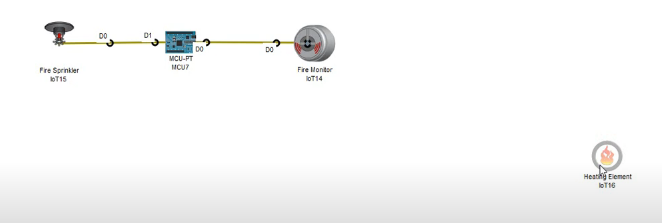 D0
D1
D0
D0
Fire Sprinkler
IoT15
MCU-PT
MCU7
Fire Monitor
IoT14
Heating Element
IoT16